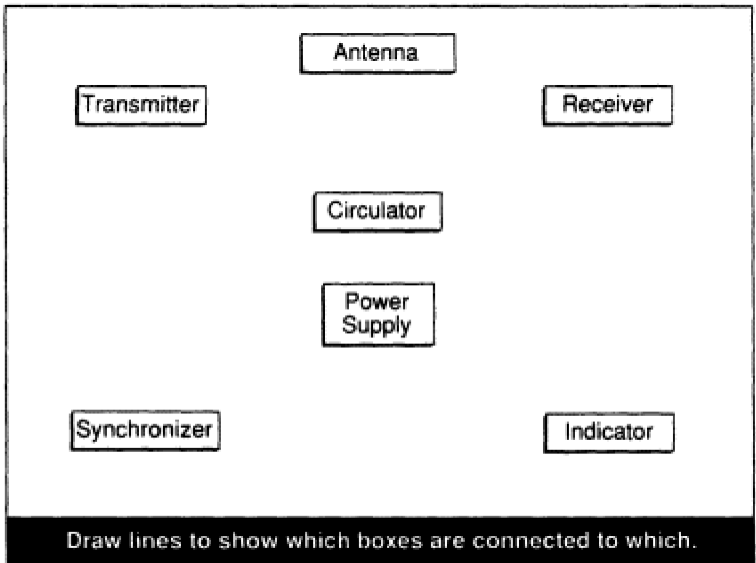 Antenna
Transmitter
Receiver
Circulator
Power
Supply
Synchronizer
Indicator
Draw lines to show which boxes are connected to which.